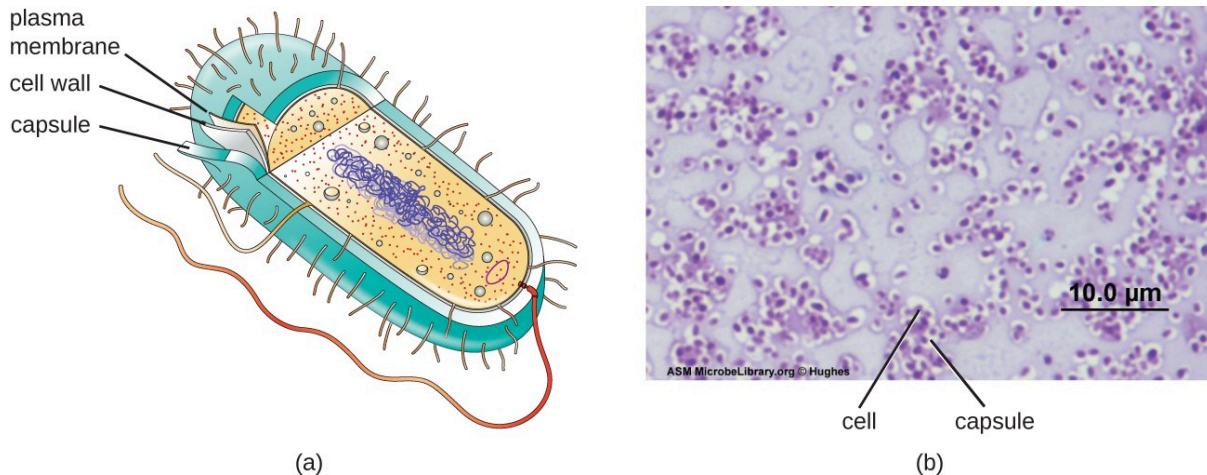 plasma
membrane
cell wall
capsule
10.0 µm
ASM MicrobeLibrary.org © Hughes
cell
capsule
(a)
(b)